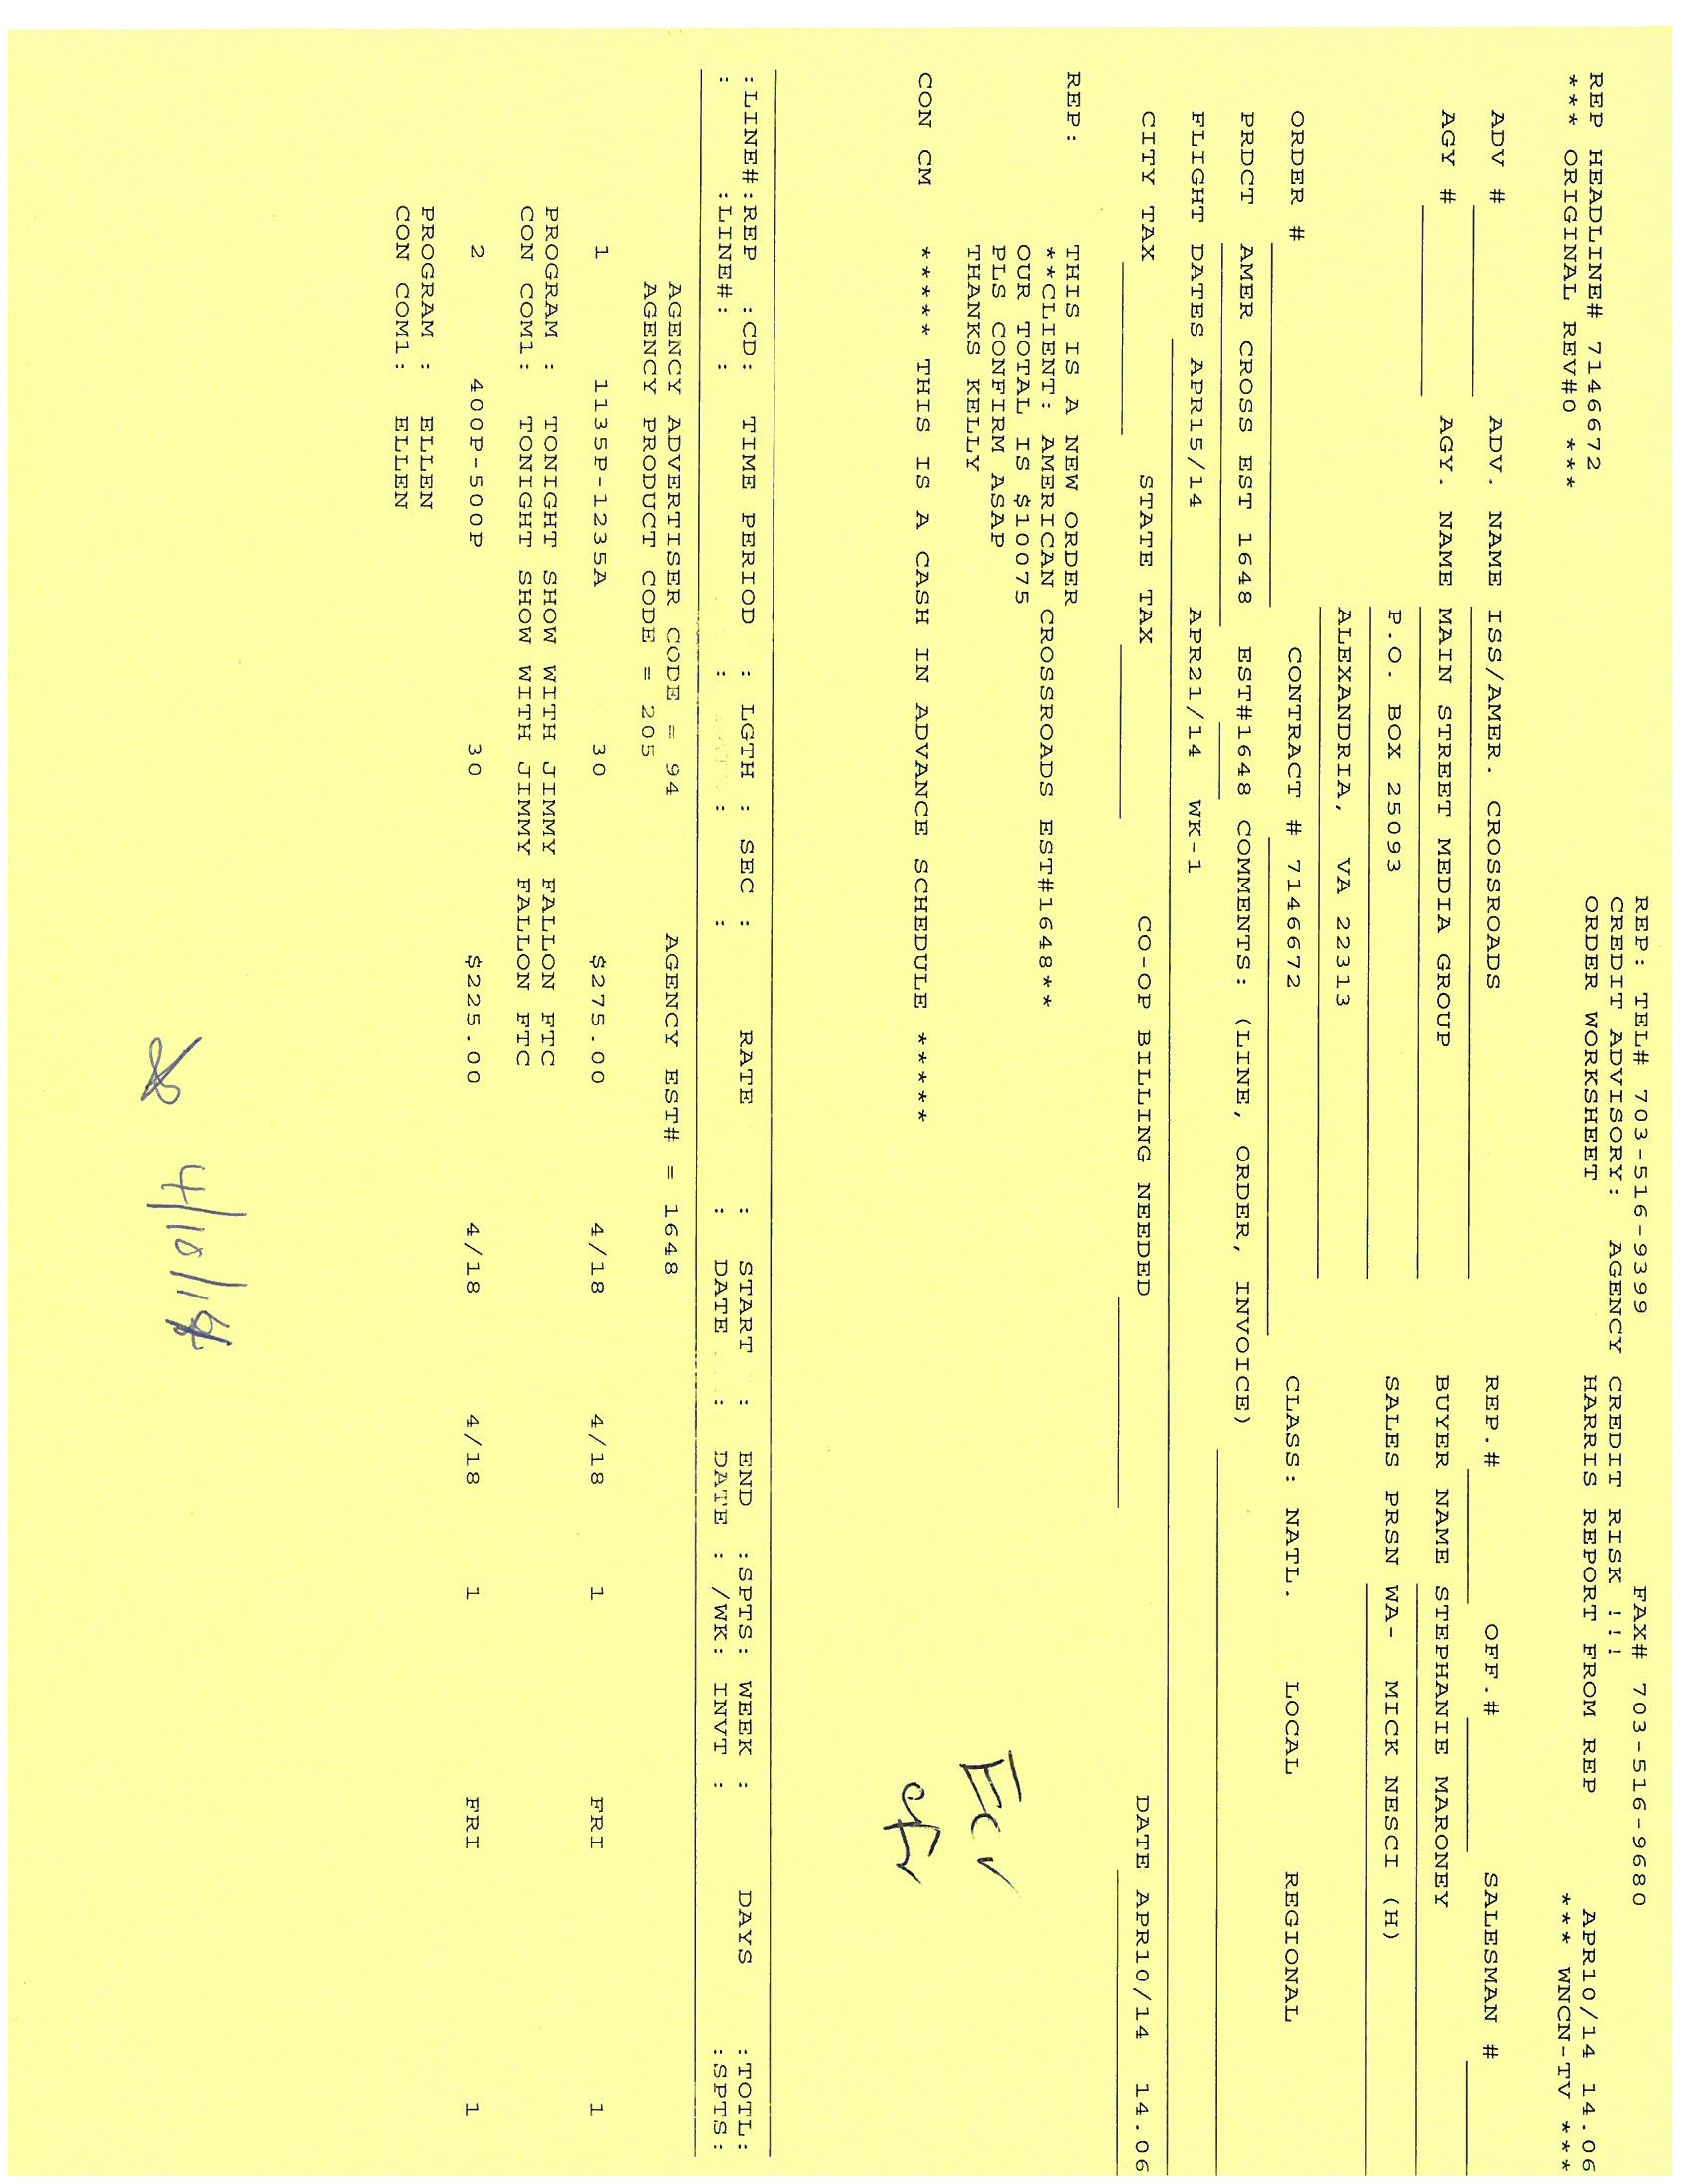 REP: TEL# 703-516-9399 FAX# 703-516-9680
CREDIT ADVISORY: AGENCY CREDIT RISK !!!
REP HEADLINE# 7146672 ORDER WORKSHEET HARRIS REPORT FROM REP APR10/14 14.06
*** ORIGINAL REV#0 *** *** WNCN-TV ***
ADV # ADV. NAME ISS/AMER. CROSSROADS REP.# OFF.# SALESMAN #
AGY # AGY. NAME MAIN STREET MEDIA GROUP BUYER NAME STEPHANIE MARONEY
P.O. BOX 25093 SALES PRSN WA- MICK NESCI (H)
ALEXANDRIA, VA 22313
ORDER # CONTRACT # 7146672 CLASS: NATL. LOCAL REGIONAL
PRDCT AMER CROSS EST 1648 EST#1648 COMMENTS: (LINE, ORDER, INVOICE)
FLIGHT DATES APR15/14 APR21/14 WK-1
CITY TAX STATE TAX CO-OP BILLING NEEDED DATE APR10/14 14.06
REP: THIS IS A NEW ORDER
**CLIENT: AMERICAN CROSSROADS EST#1648**
OUR TOTAL IS $10075
PLS CONFIRM ASAP
THANKS KELLY
CON CM ***** THIS IS A CASH IN ADVANCE SCHEDULE *****
:LINE#:REP :CD: TIME PERIOD : LGTH : SEC : RATE : START : END :SPTS: WEEK : DAYS :TOTL:
: :LINE#: : : : : : DATE : DATE : /WK: INVT : :SPTS:
AGENCY ADVERTISER CODE = 94 AGENCY EST# = 1648
AGENCY PRODUCT CODE = 205
1 1135P-1235A 30 $275.00 4/18 4/18 1 FRI 1
PROGRAM : TONIGHT SHOW WITH JIMMY FALLON FTC
CON COM1: TONIGHT SHOW WITH JIMMY FALLON FTC
2 400P-500P 30 $225.00 4/18 4/18 1 FRI 1
PROGRAM : ELLEN
CON COM1: ELLEN
4/10/14